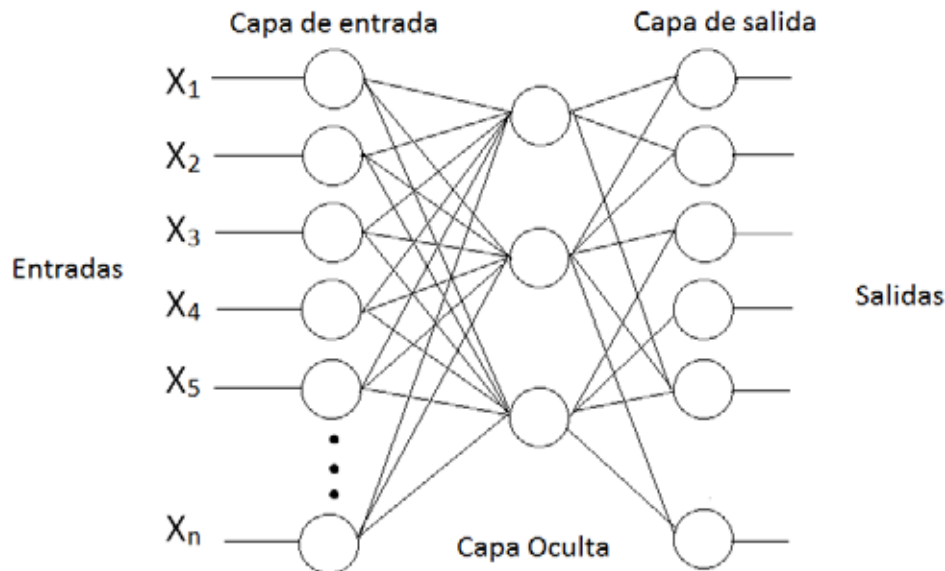 Capa de entrada
Capa de salida
X1
X2
X3
Entradas
X4
Salidas
X5
Xn
Capa Oculta